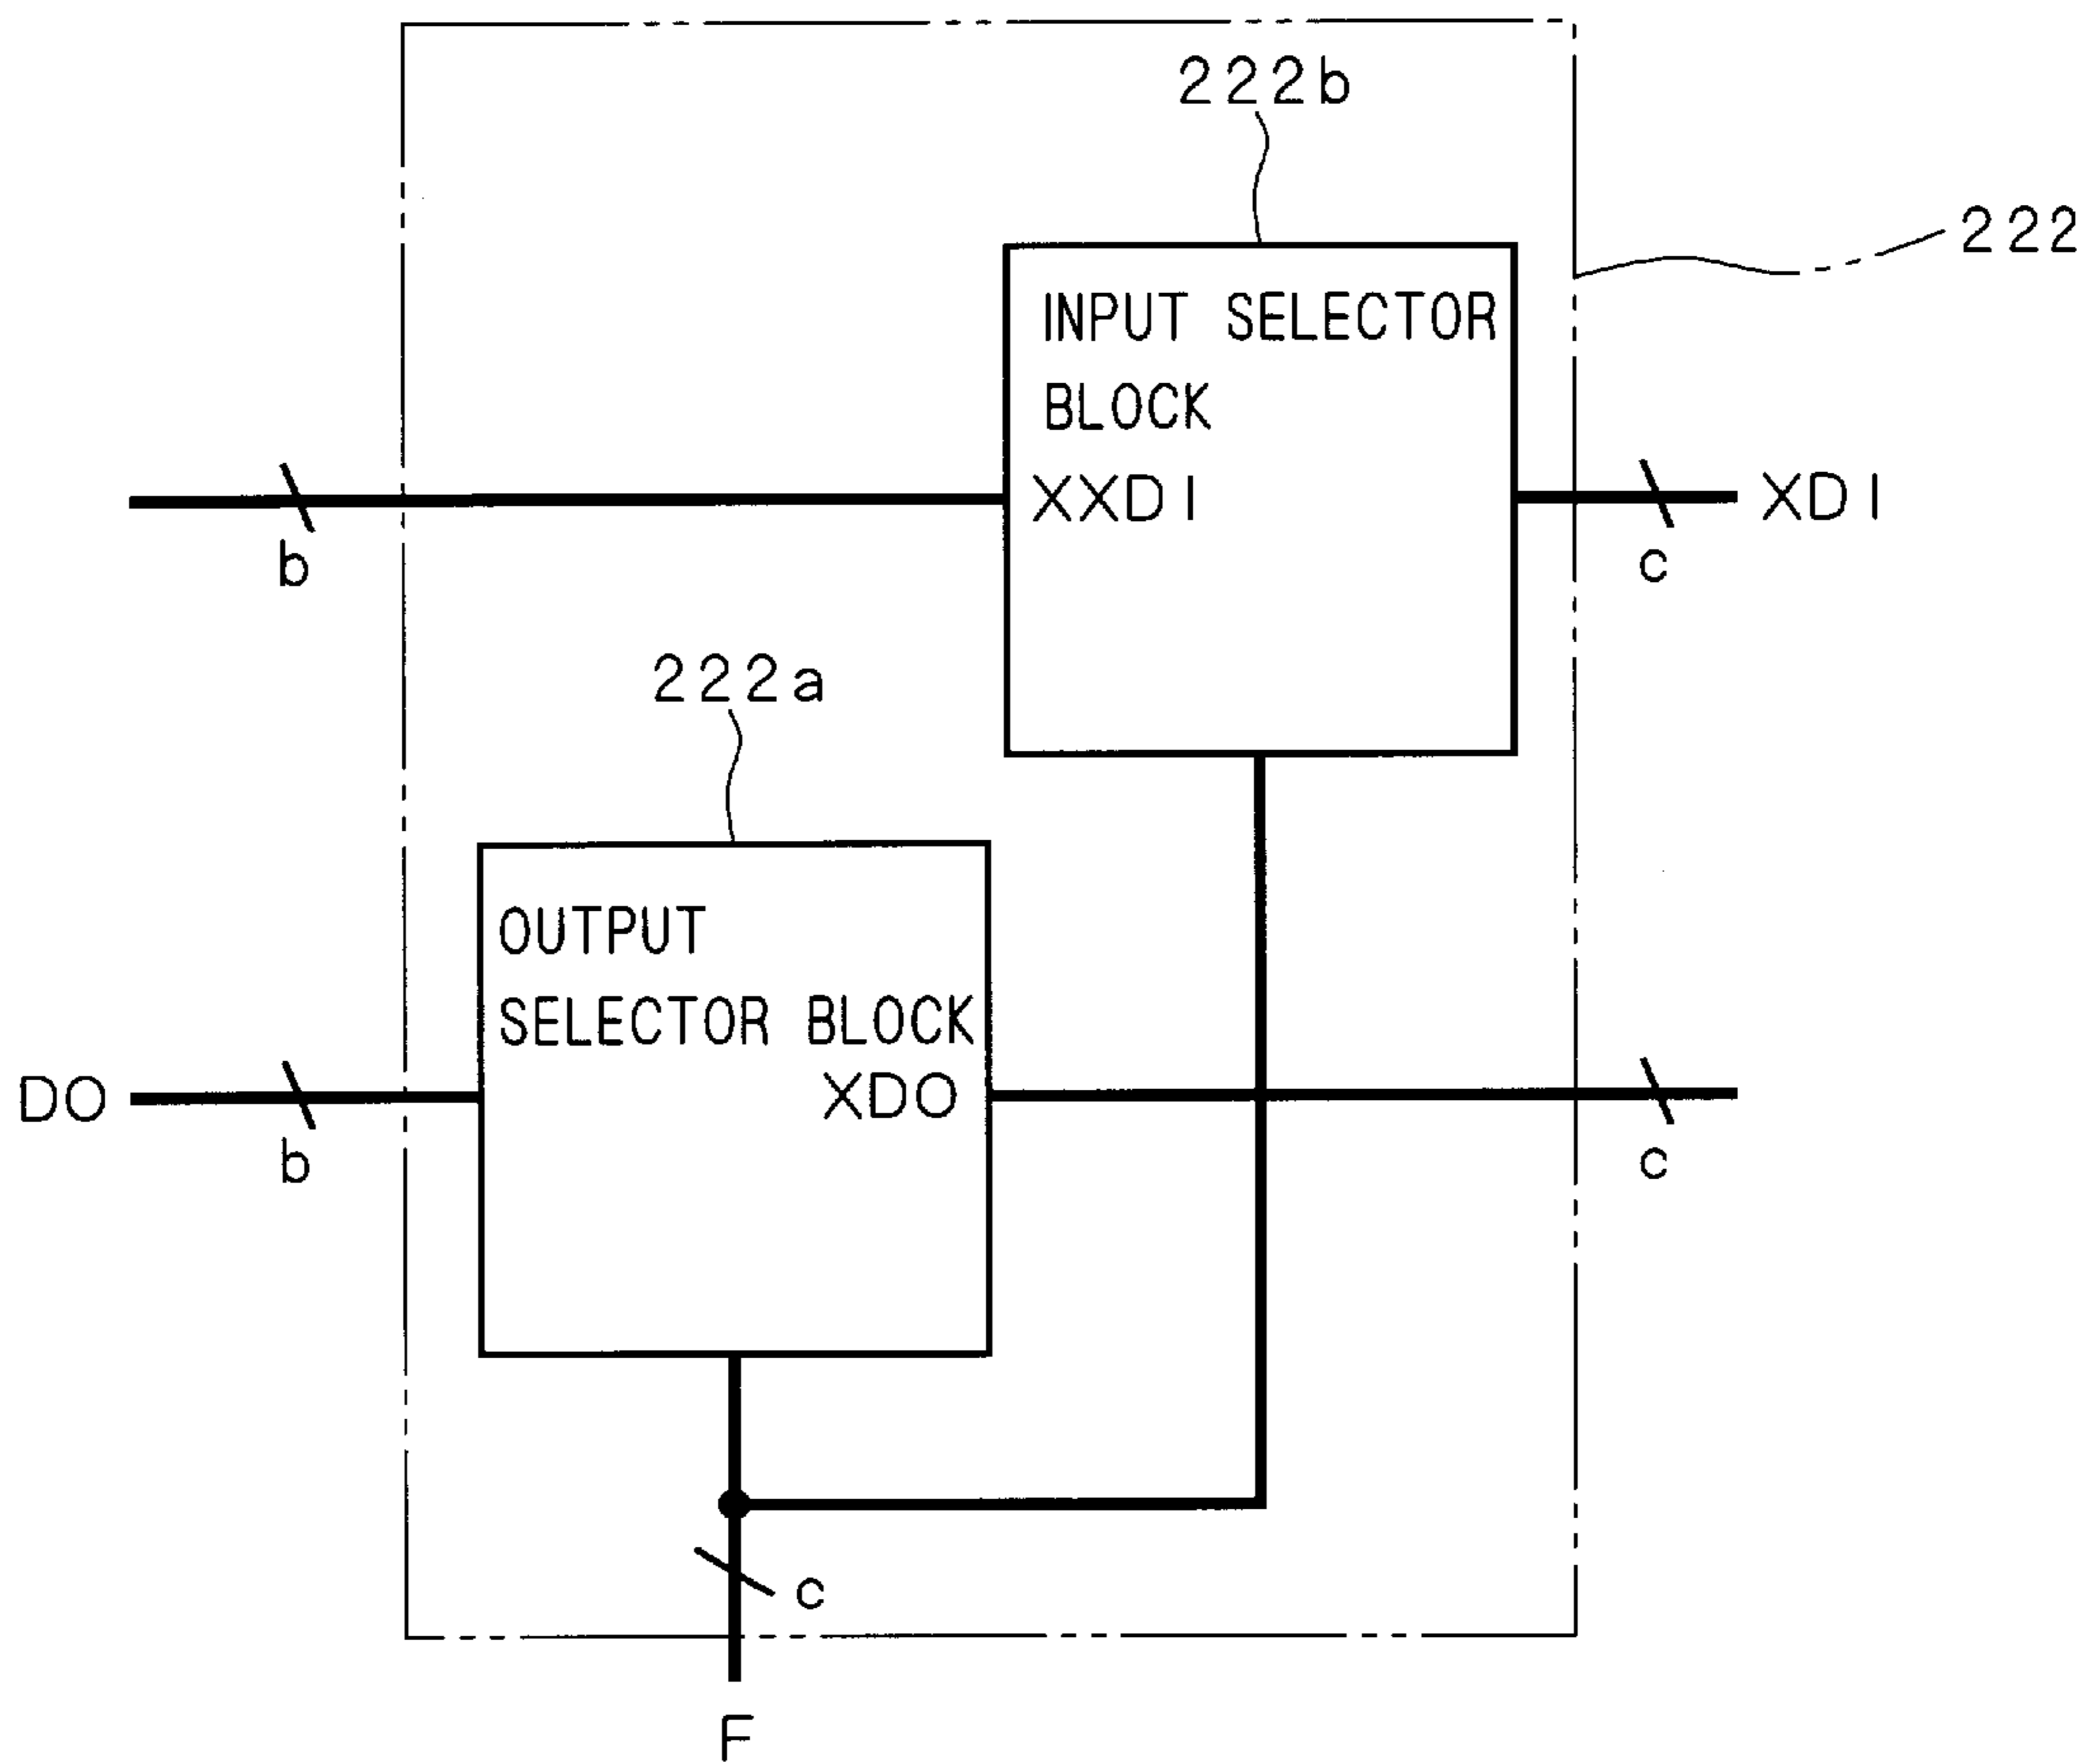 222b
222
INPUT SELECTOR
BLOCK
XXDI
XDI
b
c
222a
OUTPUT
SELECTOR BLOCK
DO
XDO
b
c
c
F